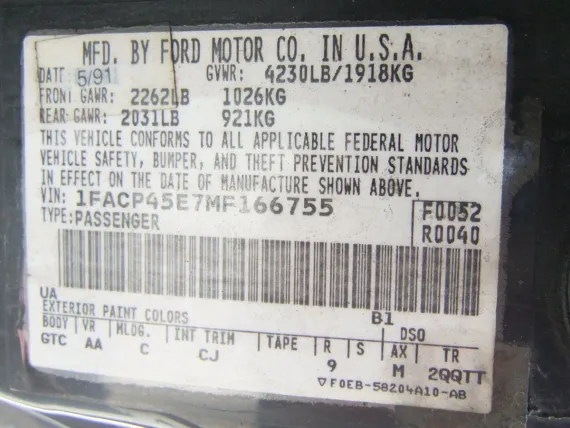 MFD. BY FORD MOTOR CO. IN U.S.A.
DATE 5/91 GVWR: 4230LB/1918KG
FRONT GAWR: 2262LB 1026KG
REAR GAWR: 2031LB 921KG
THIS VEHICLE CONFORMS TO ALL APPLICABLE FEDERAL MOTOR
VEHICLE SAFETY, BUMPER, AND THEFT PREVENTION STANDARDS
IN EFFECT ON THE DATE OF MANUFACTURE SHOWN ABOVE.
VIN: 1FACP45E7MF166755 F0052
TYPE: PASSENGER R0040
UA B1
EXTERIOR PAINT COLORS DSO
BODY VR MLDG. INT TRIM TAPE R S AX TR
GTC AA C CJ 9 M 2QQTT
▽F0EB-58204A10-AB